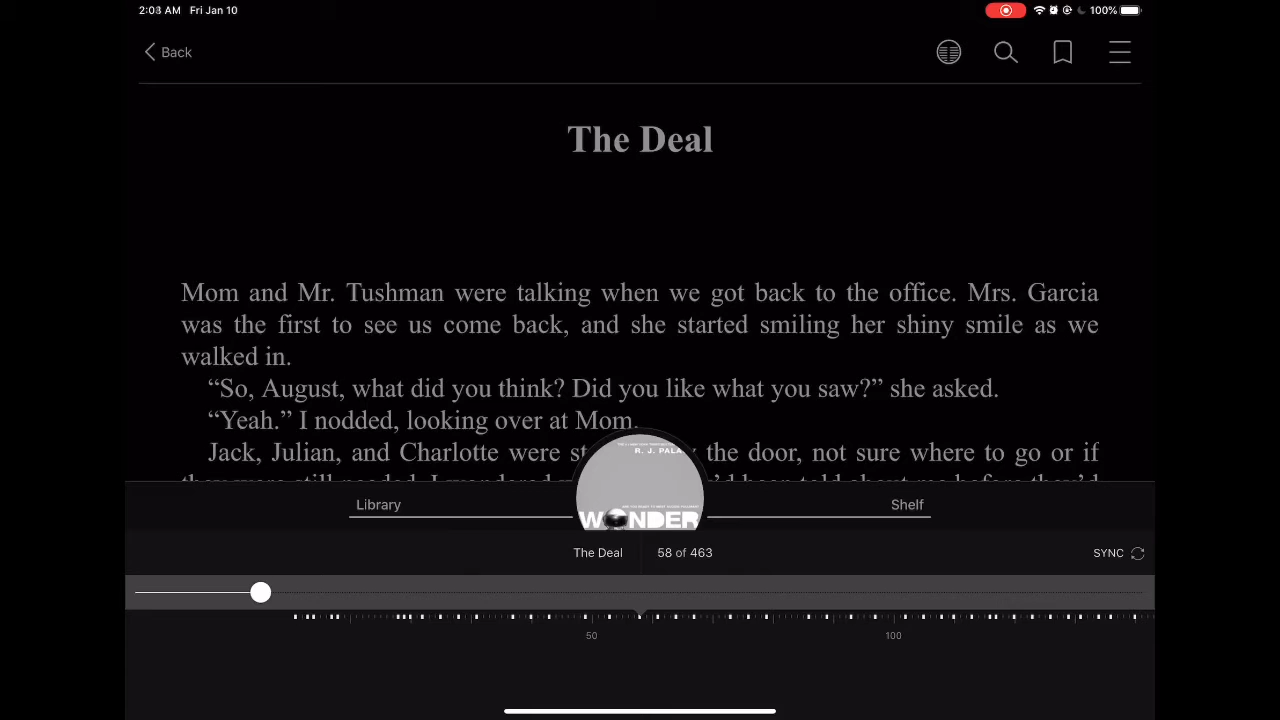 2:03 AM Fri Jan 10
100%
Back
The Deal
Mom and Mr. Tushman were talking when we got back to the office. Mrs. Garcia
was the first to see us come back, and she started smiling her shiny smile as we
walked in.
“So, August, what did you think? Did you like what you saw?” she asked.
“Yeah.” I nodded, looking over at Mom.
Jack, Julian, and Charlotte were the door, not sure where to go or if
R. J. PALA
Library
WONDER
Shelf
The Deal
58 of 463
SYNC
50
100